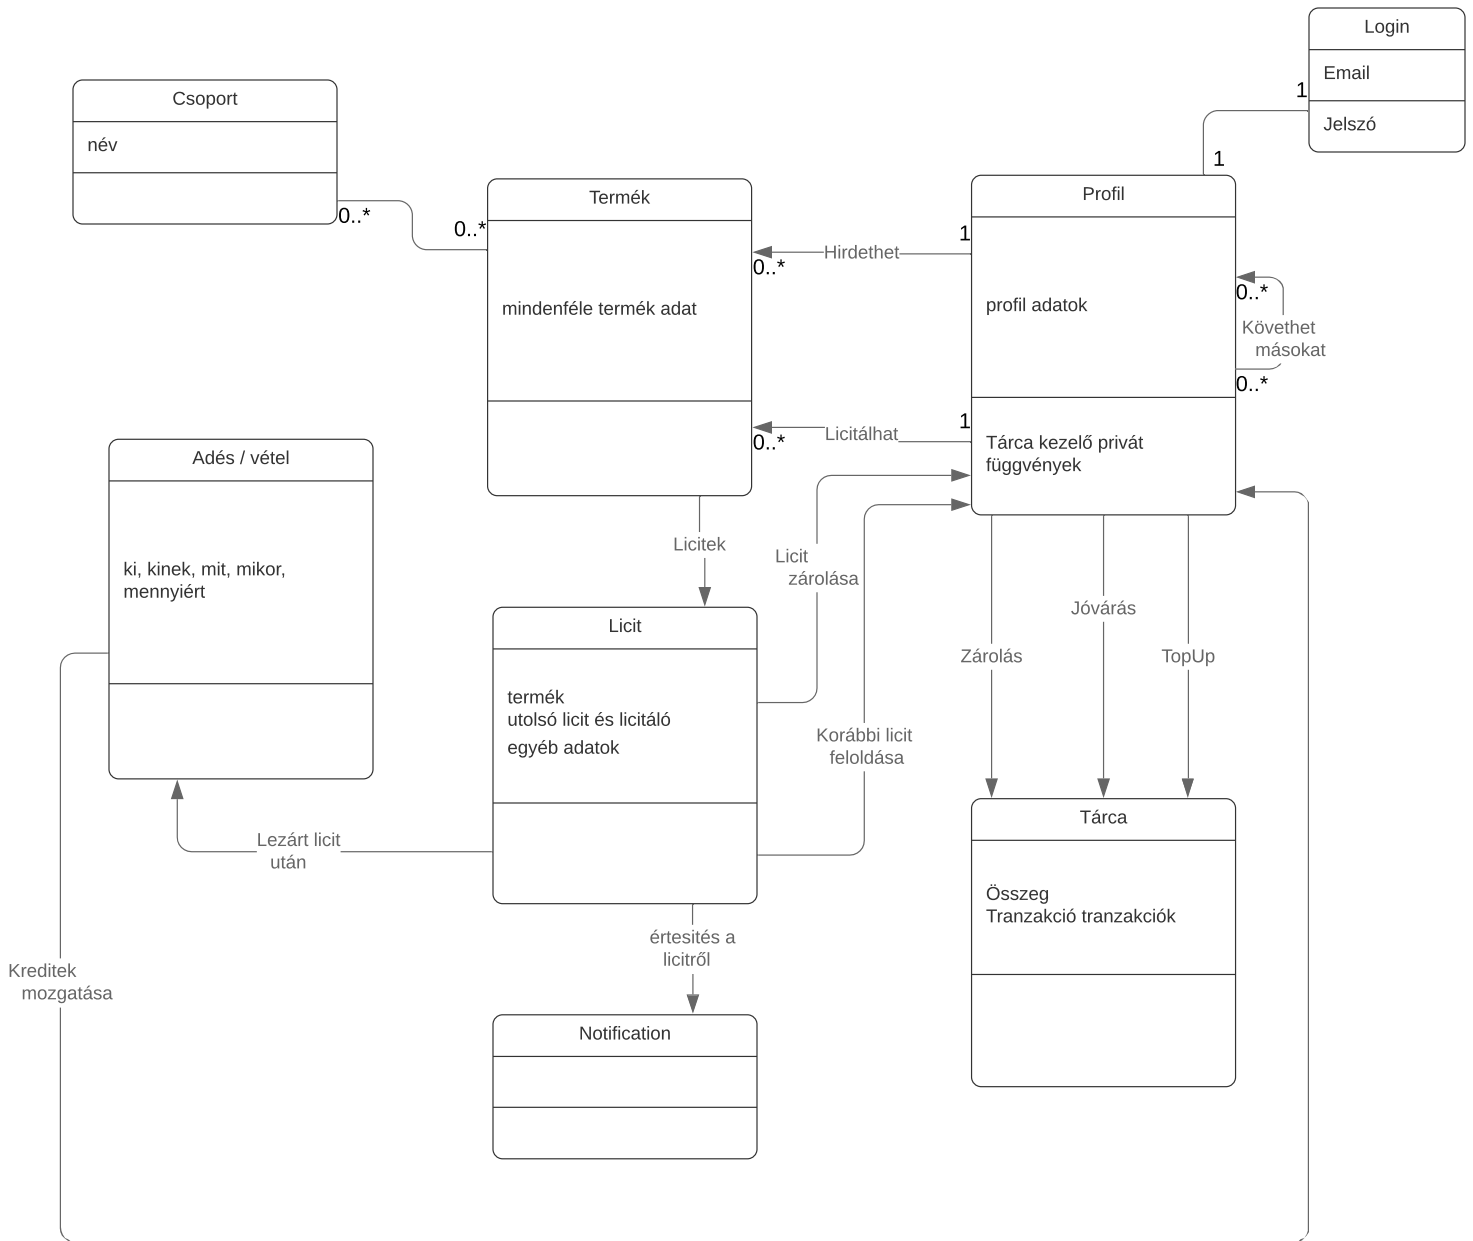 Login
Email
Jelszó
1
1
Csoport
név
0..*
0..*
Termék
mindenféle termék adat
Hirdethet
1
0..*
Profil
profil adatok
Tárca kezelő privát
függvények
0..*
Követhet
másokat
0..*
Licitálhat
1
0..*
Adés / vétel
ki, kinek, mit, mikor,
mennyiért
Licitek
Licit
zárolása
Zárolás
Jóvárás
TopUp
Licit
termék
utolsó licit és licitáló
egyéb adatok
Korábbi licit
feloldása
Lezárt licit
után
Tárca
Összeg
Tranzakció tranzakciók
értesités a
licitről
Kreditek
mozgatása
Notification